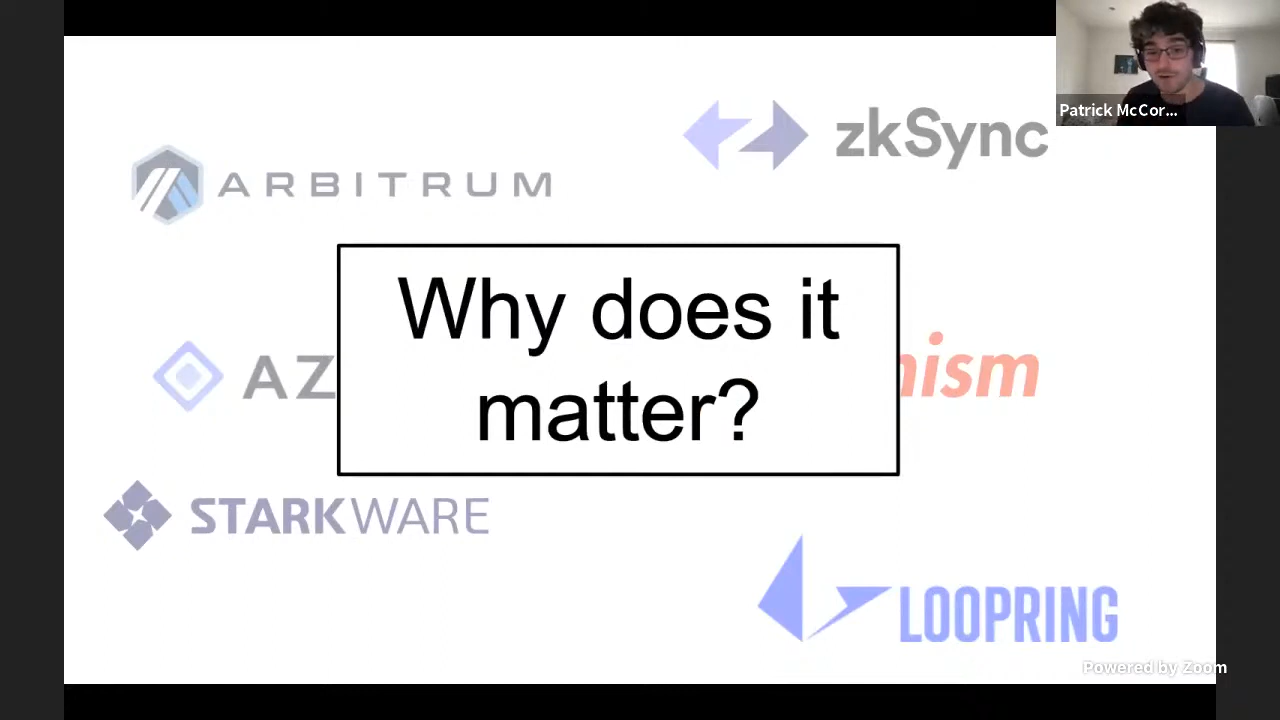 Patrick McCor...
zkSync
ARBITRUM
Why does it
matter?
AZ
nism
STARKWARE
LOOPRING
Powered by Zoom